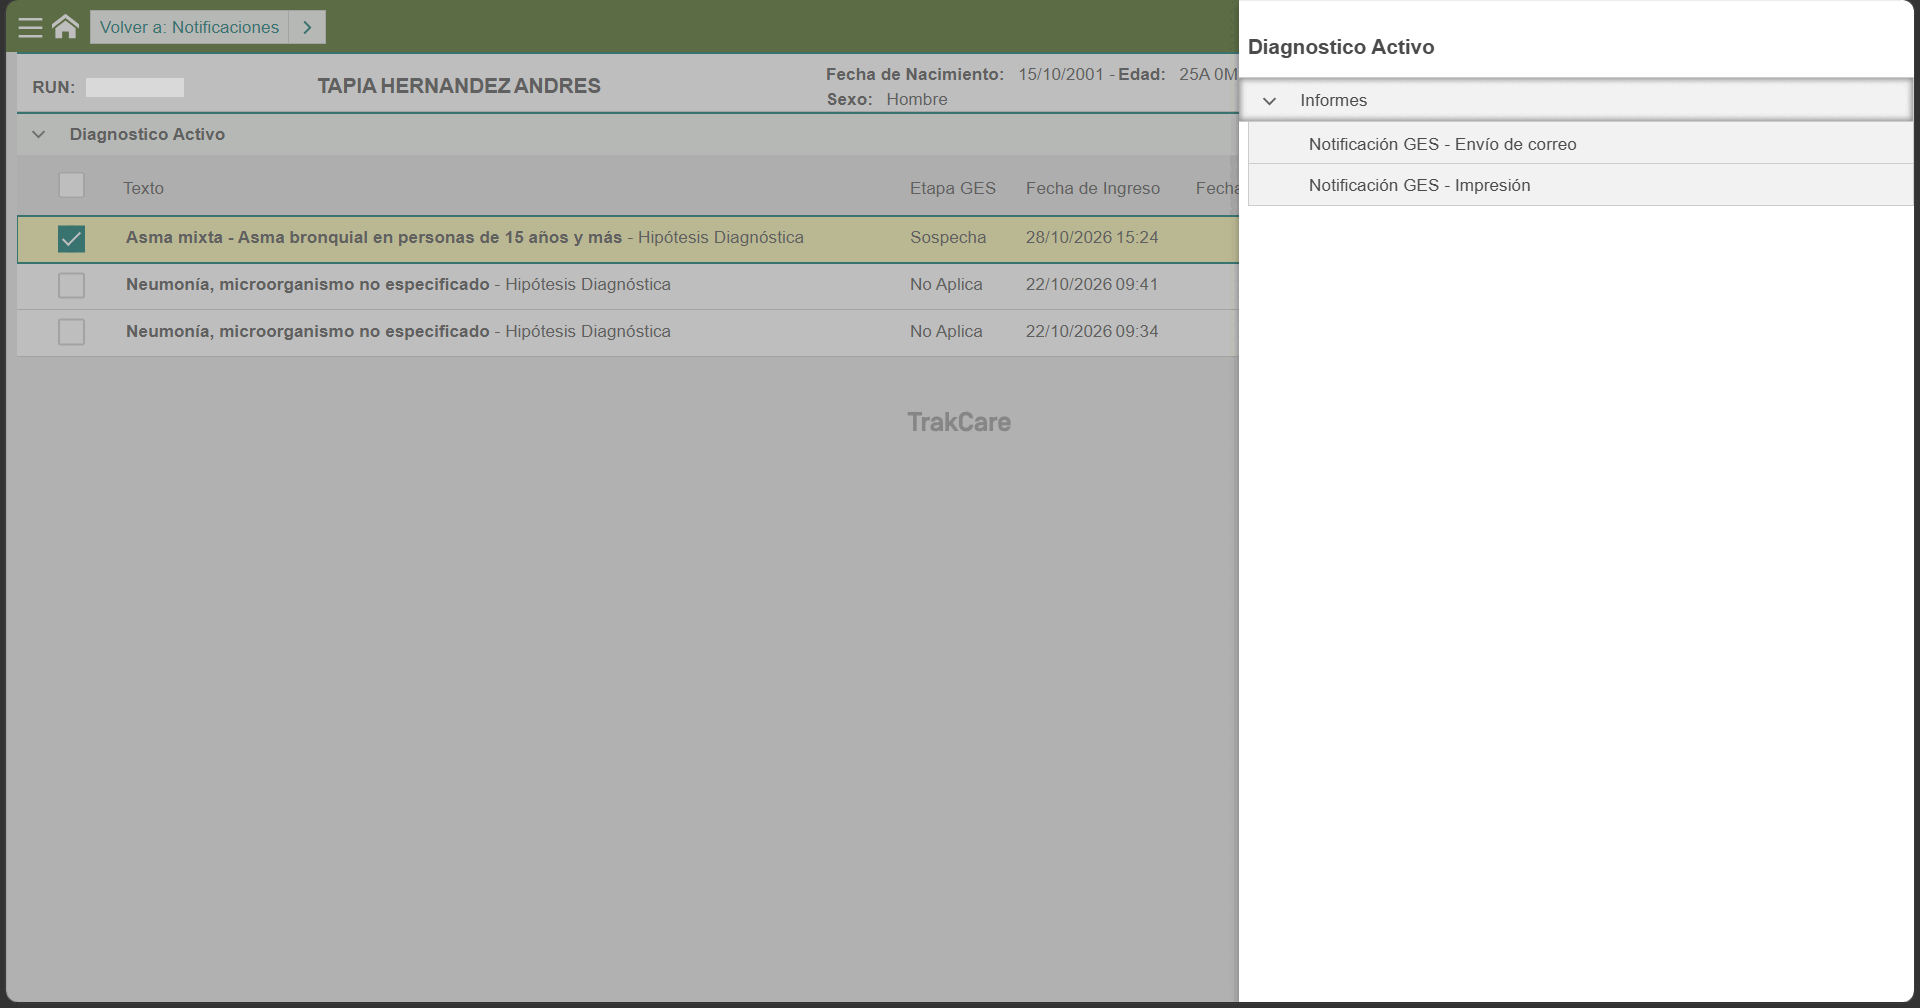 Volver a: Notificaciones
RUN:
TAPIA HERNANDEZ ANDRES
Fecha de Nacimiento: 15/10/2001 - Edad: 25A 0M
Sexo: Hombre
Diagnostico Activo
Texto Etapa GES Fecha de Ingreso Fecha
Asma mixta - Asma bronquial en personas de 15 años y más - Hipótesis Diagnóstica Sospecha 28/10/2026 15:24
Neumonía, microorganismo no especificado - Hipótesis Diagnóstica No Aplica 22/10/2026 09:41
Neumonía, microorganismo no especificado - Hipótesis Diagnóstica No Aplica 22/10/2026 09:34
TrakCare
Diagnostico Activo
Informes
Notificación GES - Envío de correo
Notificación GES - Impresión